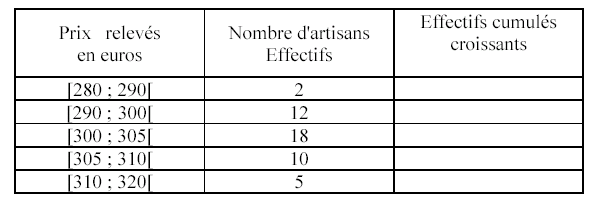 Prix relevés
en euros
Nombre d'artisans
Effectifs
Effectifs cumulés
croissants
[280 ; 290[
2
[290 ; 300[
12
[300 ; 305[
18
[305 ; 310[
10
[310 ; 320[
5